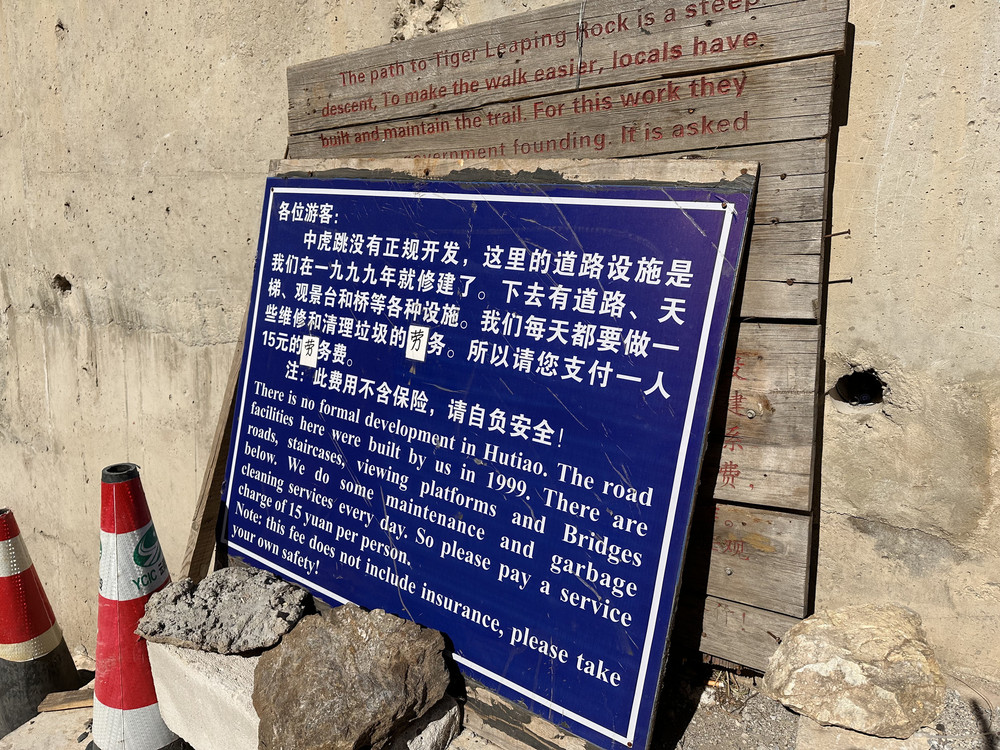 The path to Tiger Leaping Rock is a steep
descent, To make the walk easier, locals have
built and maintain the trail. For this work they
government founding. It is asked
各位游客：
中虎跳没有正规开发，这里的道路设施是
我们在一九九九年就修建了。下去有道路、天
梯、观景台和桥等各种设施。我们每天都要做一
些维修和清理垃圾的劳务。所以请您支付一人
15元的劳务费。
注：此费用不含保险，请自负安全！
There is no formal development in Hutiao. The road
facilities here were built by us in 1999. There are
roads, staircases, viewing platforms and Bridges
below. We do some maintenance and garbage
cleaning services every day. So please pay a service
charge of 15 yuan per person.
Note: this fee does not include insurance, please take
your own safety!
建
费，
YCIC